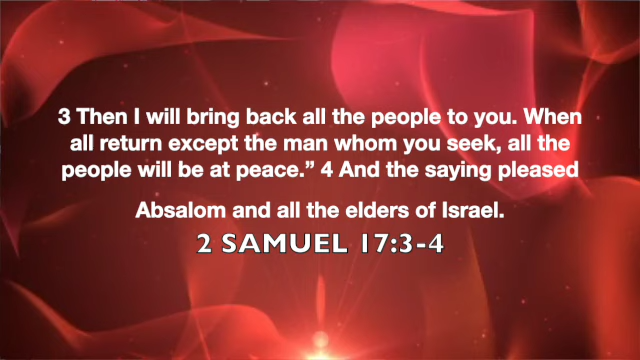 3 Then I will bring back all the people to you. When
all return except the man whom you seek, all the
people will be at peace.” 4 And the saying pleased
Absalom and all the elders of Israel.
2 SAMUEL 17:3-4